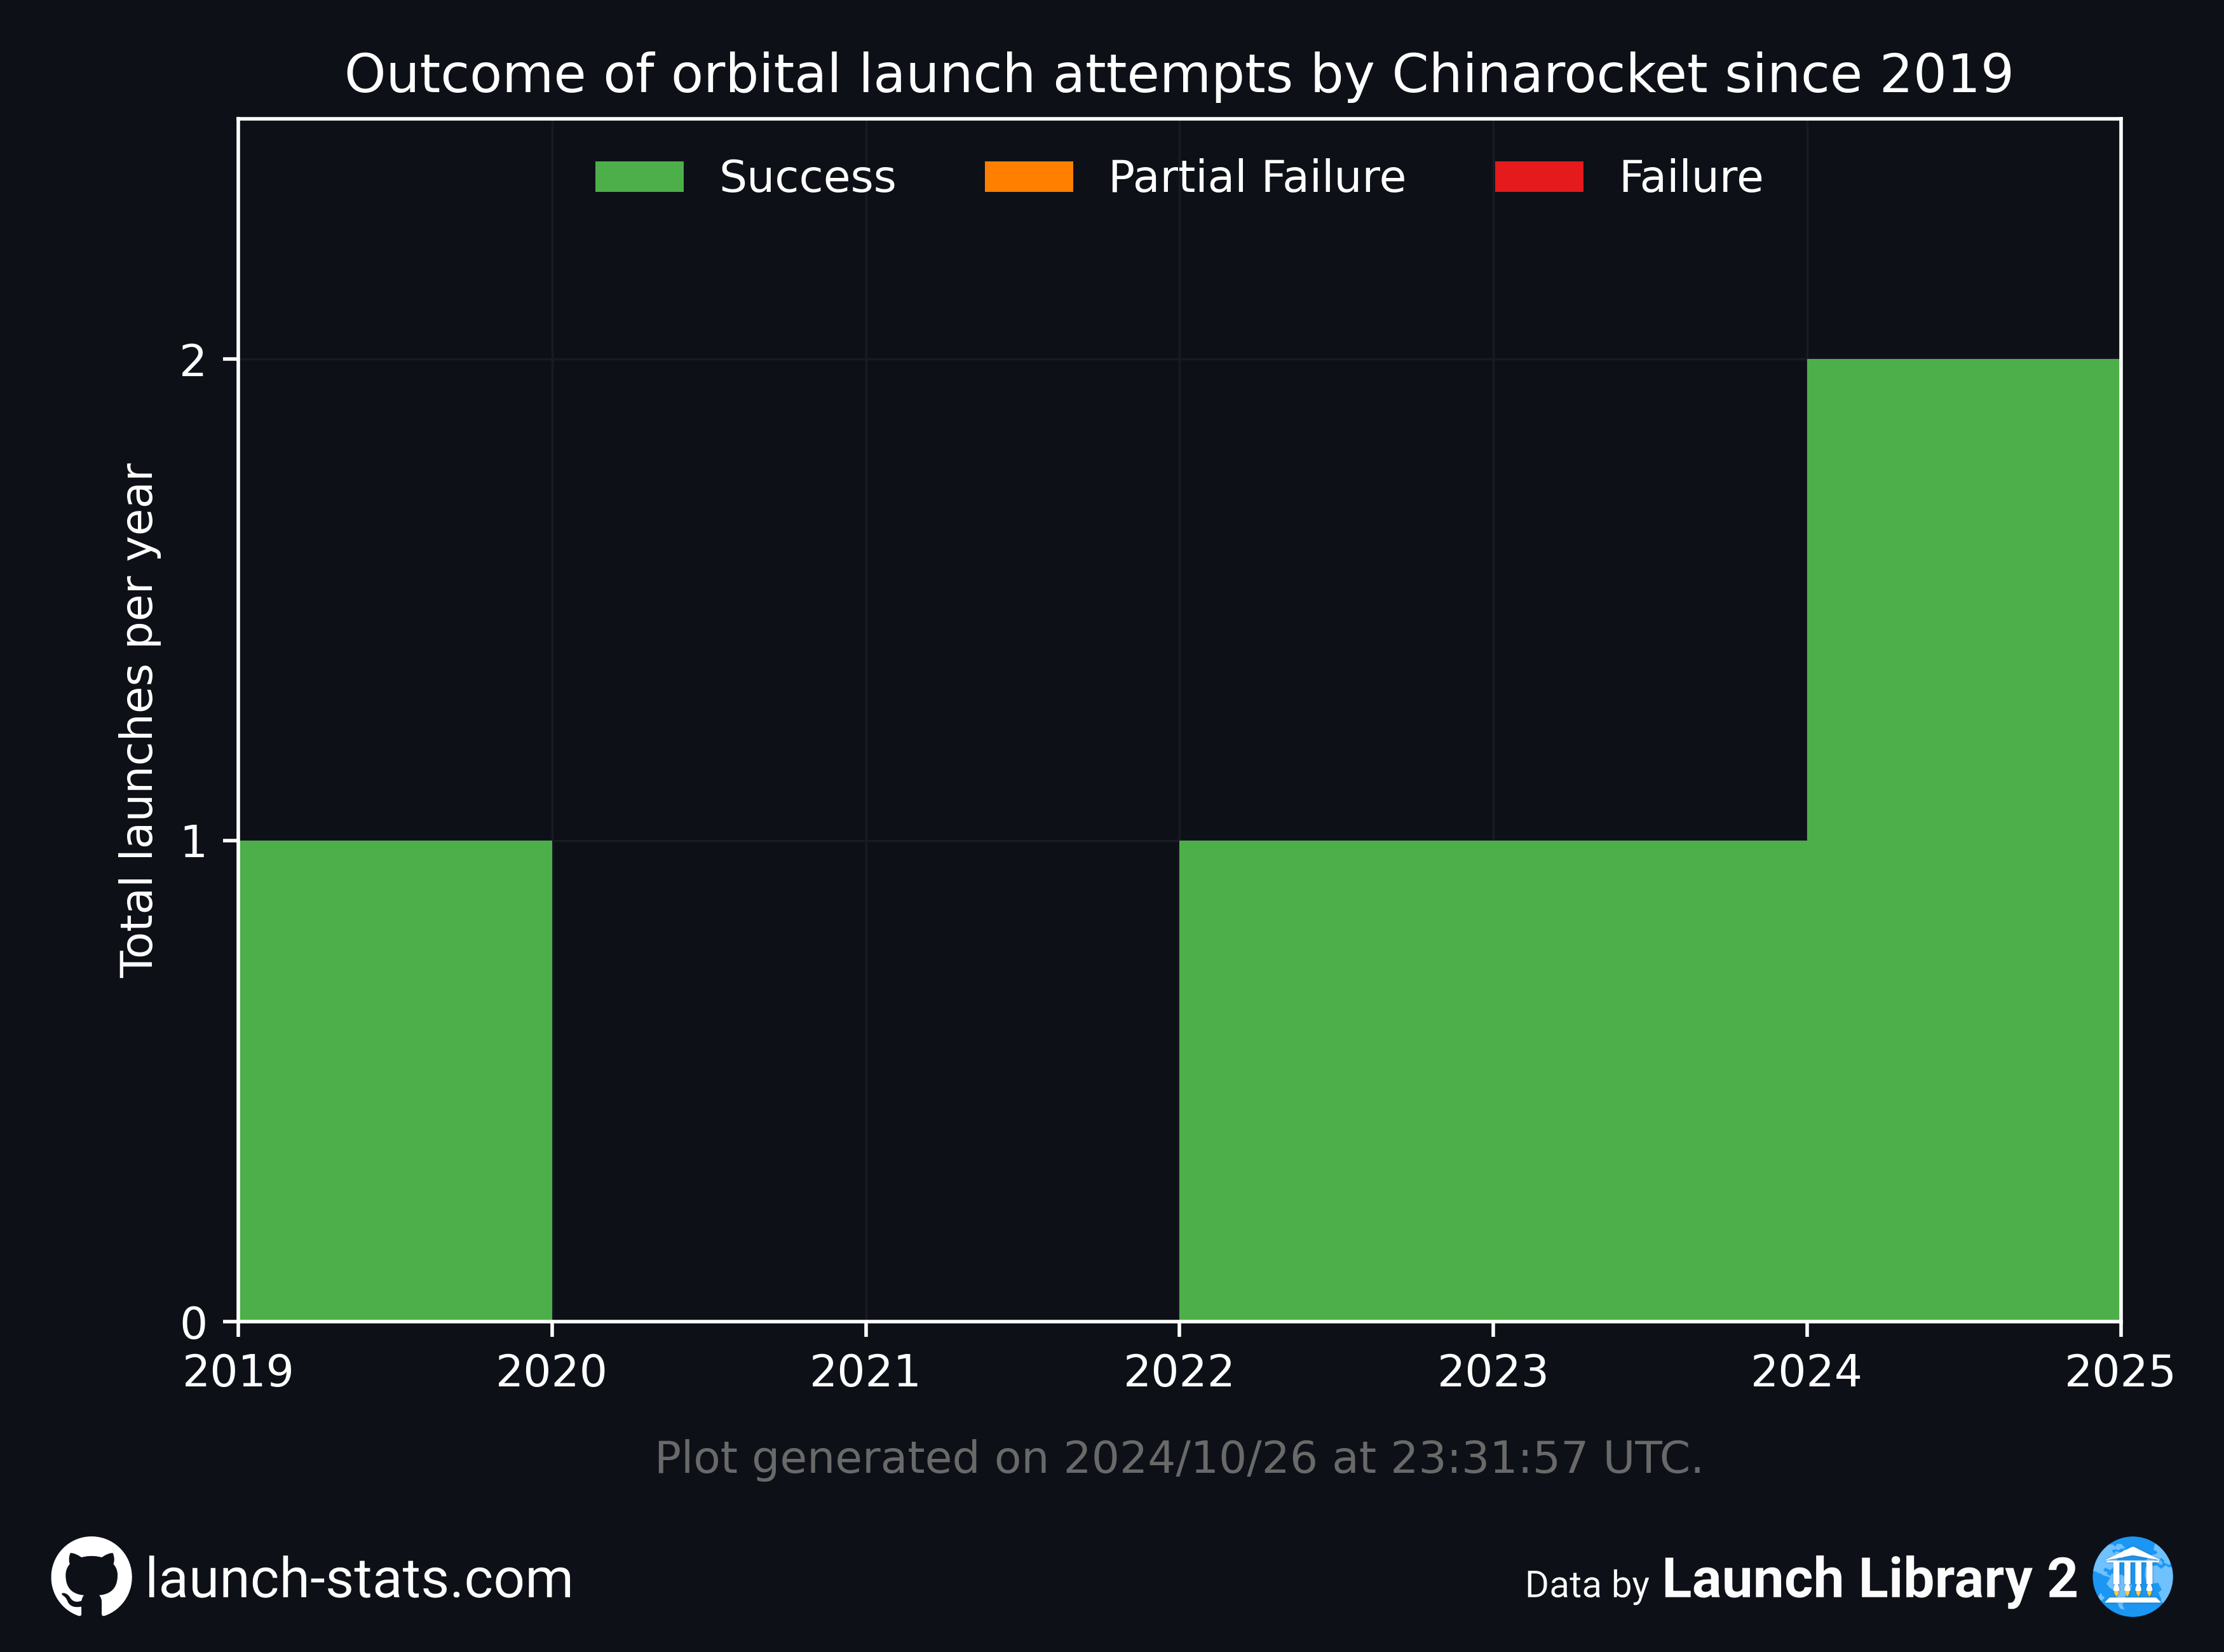 Outcome of orbital launch attempts by Chinarocket since 2019
Success Partial Failure Failure
Total launches per year
2
1
0
2019 2020 2021 2022 2023 2024 2025
Plot generated on 2024/10/26 at 23:31:57 UTC.
launch-stats.com
Data by Launch Library 2